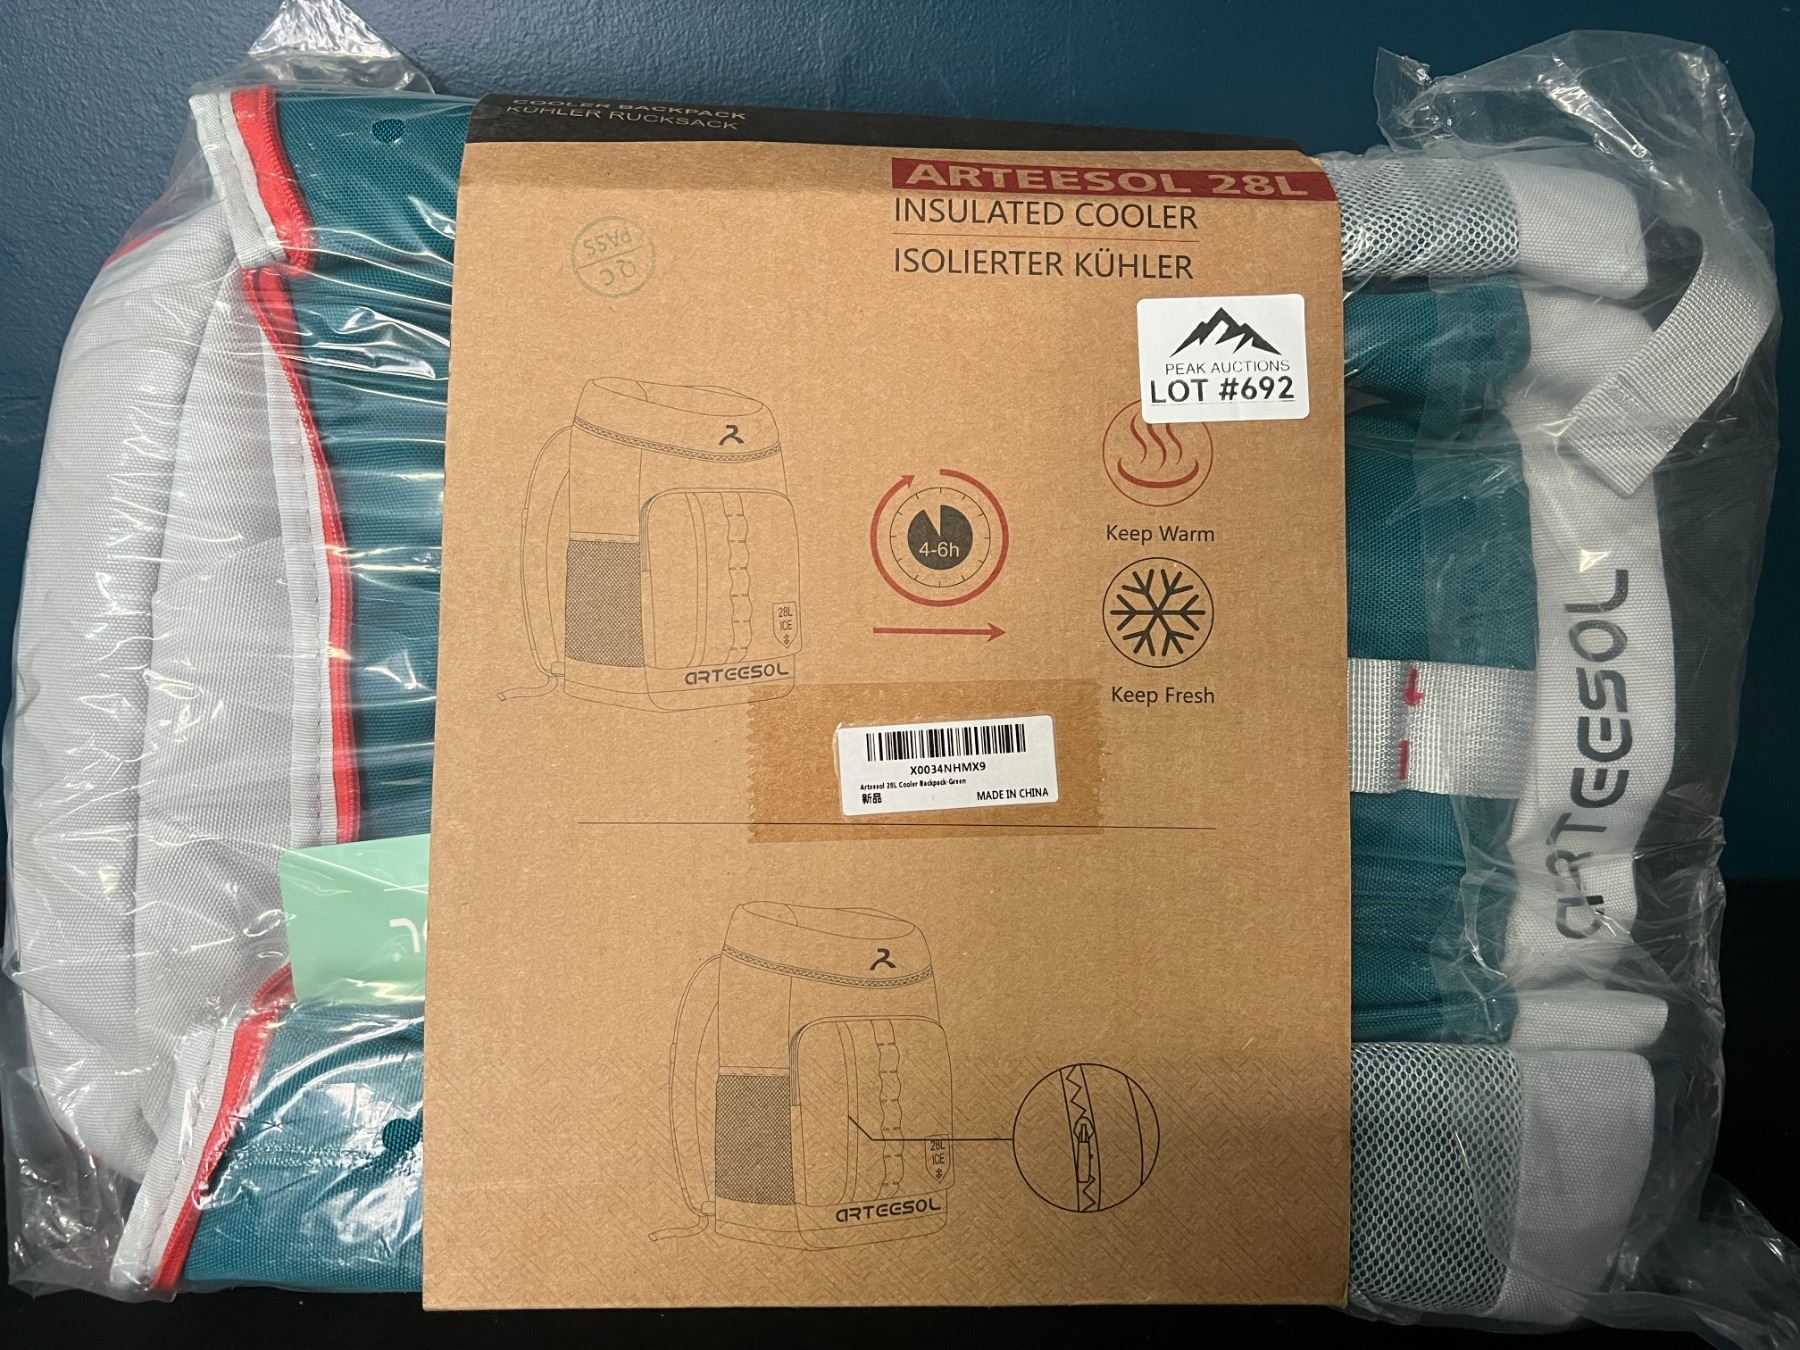 COOLER BACKPACK
KÜHLER RUCKSACK
ARTEESOL 28L
INSULATED COOLER
ISOLIERTER KÜHLER
QC
PASS
PEAK AUCTIONS
LOT #692
4-6h
Keep Warm
Keep Fresh
28L
ICE
ARTEESOL
X0034NHMX9
Arteesol 28L Cooler Backpack-Green
新品
MADE IN CHINA
28L
ICE
ARTEESOL
ARTEESOL